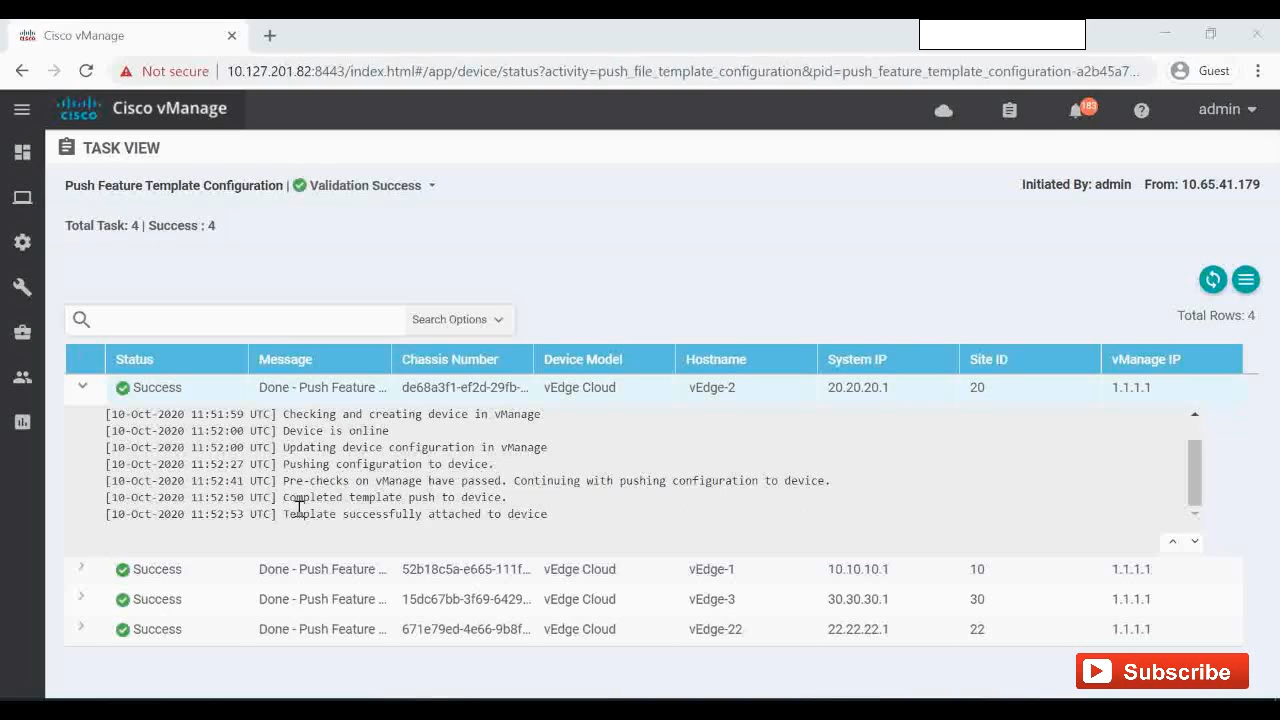 Cisco vManage
Not secure 10.127.201.82:8443/index.html#/app/device/status?activity=push_file_template_configuration&pid=push_feature_template_configuration-a2b45a7... Guest
cisco Cisco vManage 183 admin
TASK VIEW
Push Feature Template Configuration | Validation Success Initiated By: admin From: 10.65.41.179
Total Task: 4 | Success : 4
Search Options Total Rows: 4
Status Message Chassis Number Device Model Hostname System IP Site ID vManage IP
Success Done - Push Feature ... de68a3f1-ef2d-29fb-... vEdge Cloud vEdge-2 20.20.20.1 20 1.1.1.1
[10-Oct-2020 11:51:59 UTC] Checking and creating device in vManage
[10-Oct-2020 11:52:00 UTC] Device is online
[10-Oct-2020 11:52:00 UTC] Updating device configuration in vManage
[10-Oct-2020 11:52:27 UTC] Pushing configuration to device.
[10-Oct-2020 11:52:41 UTC] Pre-checks on vManage have passed. Continuing with pushing configuration to device.
[10-Oct-2020 11:52:50 UTC] Completed template push to device.
[10-Oct-2020 11:52:53 UTC] Template successfully attached to device
Success Done - Push Feature ... 52b18c5a-e665-111f... vEdge Cloud vEdge-1 10.10.10.1 10 1.1.1.1
Success Done - Push Feature ... 15dc67bb-3f69-6429... vEdge Cloud vEdge-3 30.30.30.1 30 1.1.1.1
Success Done - Push Feature ... 671e79ed-4e66-9b8f... vEdge Cloud vEdge-22 22.22.22.1 22 1.1.1.1
Subscribe